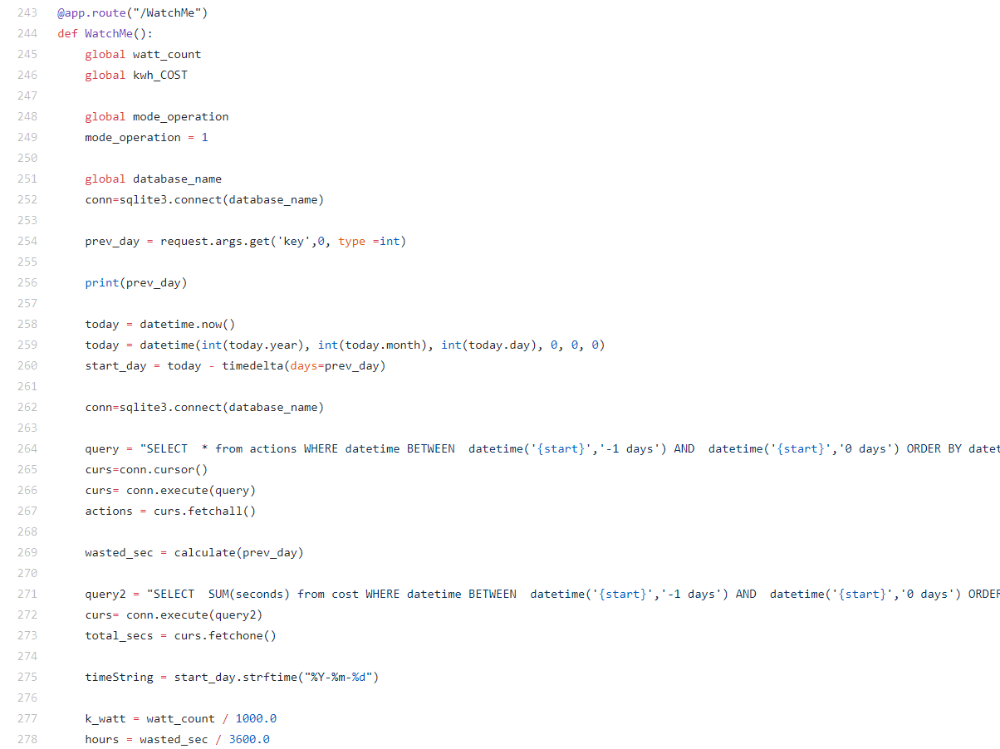 243 @app.route("/WatchMe")
244 def WatchMe():
245 global watt_count
246 global kwh_COST
247
248 global mode_operation
249 mode_operation = 1
250
251 global database_name
252 conn=sqlite3.connect(database_name)
253
254 prev_day = request.args.get('key',0, type =int)
255
256 print(prev_day)
257
258 today = datetime.now()
259 today = datetime(int(today.year), int(today.month), int(today.day), 0, 0, 0)
260 start_day = today - timedelta(days=prev_day)
261
262 conn=sqlite3.connect(database_name)
263
264 query = "SELECT  * from actions WHERE datetime BETWEEN  datetime('{start}','-1 days') AND  datetime('{start}','0 days') ORDER BY datet
265 curs=conn.cursor()
266 curs= conn.execute(query)
267 actions = curs.fetchall()
268
269 wasted_sec = calculate(prev_day)
270
271 query2 = "SELECT  SUM(seconds) from cost WHERE datetime BETWEEN  datetime('{start}','-1 days') AND  datetime('{start}','0 days') ORDER
272 curs= conn.execute(query2)
273 total_secs = curs.fetchone()
274
275 timeString = start_day.strftime("%Y-%m-%d")
276
277 k_watt = watt_count / 1000.0
278 hours = wasted_sec / 3600.0